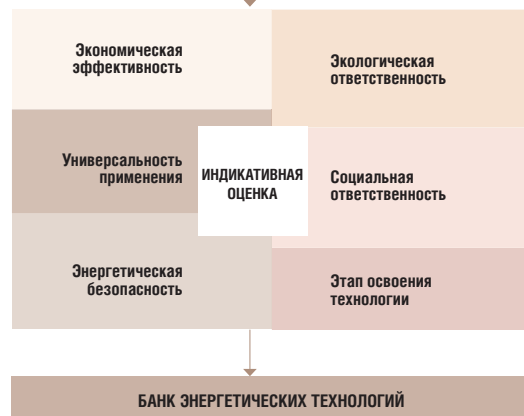 Экономическая
эффективность
Экологическая
ответственность
Универсальность
применения
ИНДИКАТИВНАЯ
ОЦЕНКА
Социальная
ответственность
Энергетическая
безопасность
Этап освоения
технологии
БАНК ЭНЕРГЕТИЧЕСКИХ ТЕХНОЛОГИЙ